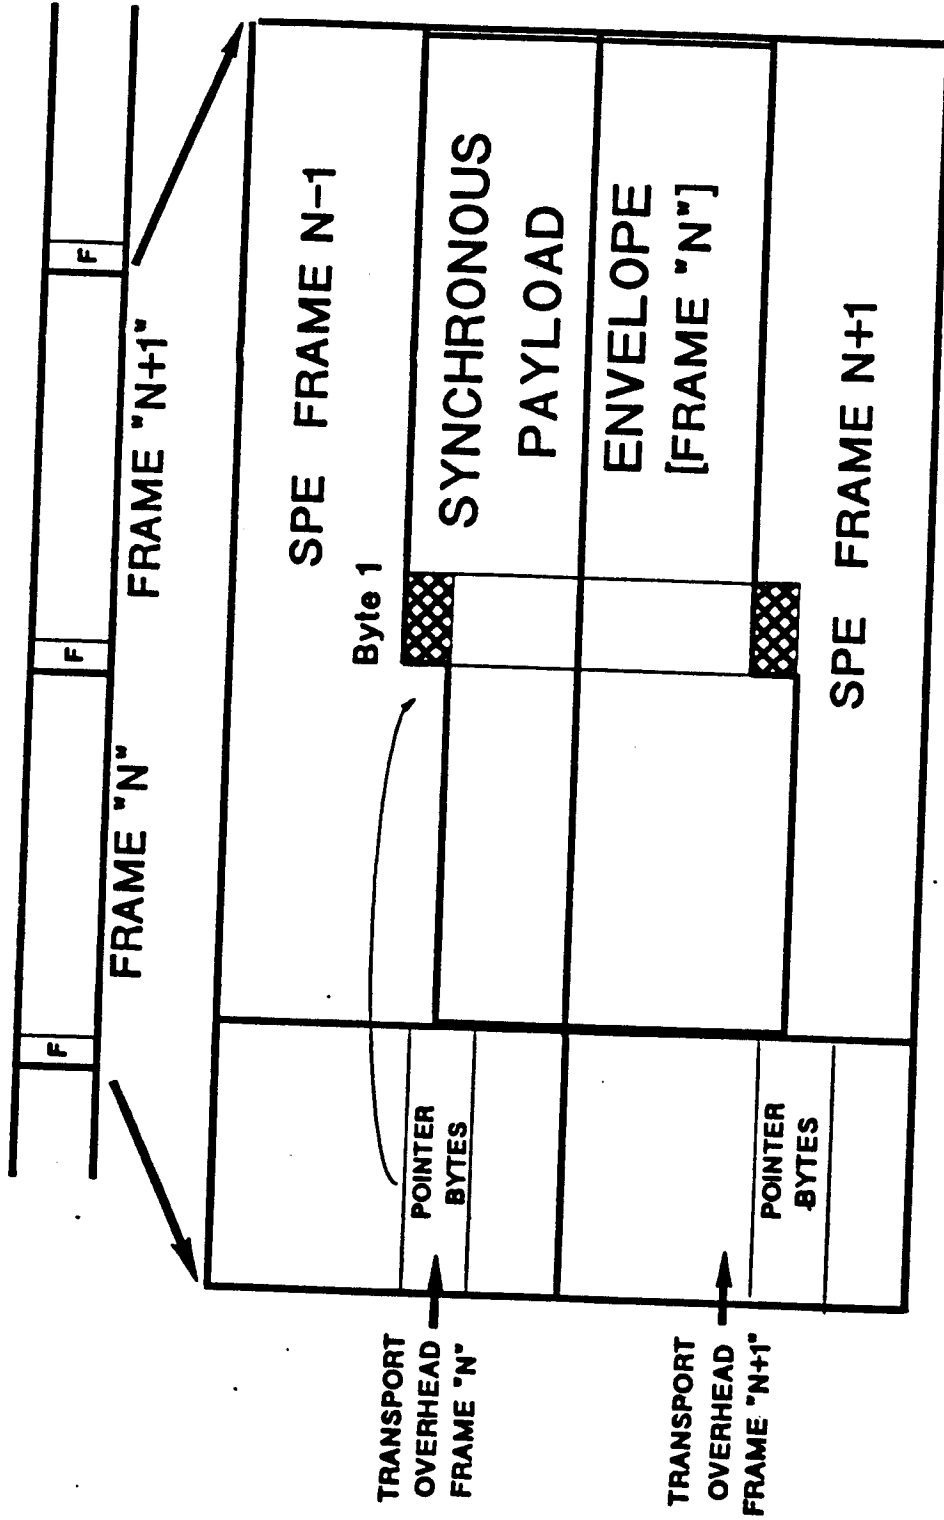 F
F
F
FRAME "N"
FRAME "N+1"
SPE FRAME N-1
Byte 1
SYNCHRONOUS
PAYLOAD
ENVELOPE
[FRAME "N"]
SPE FRAME N+1
POINTER
BYTES
POINTER
BYTES
TRANSPORT
OVERHEAD
FRAME "N"
TRANSPORT
OVERHEAD
FRAME "N+1"